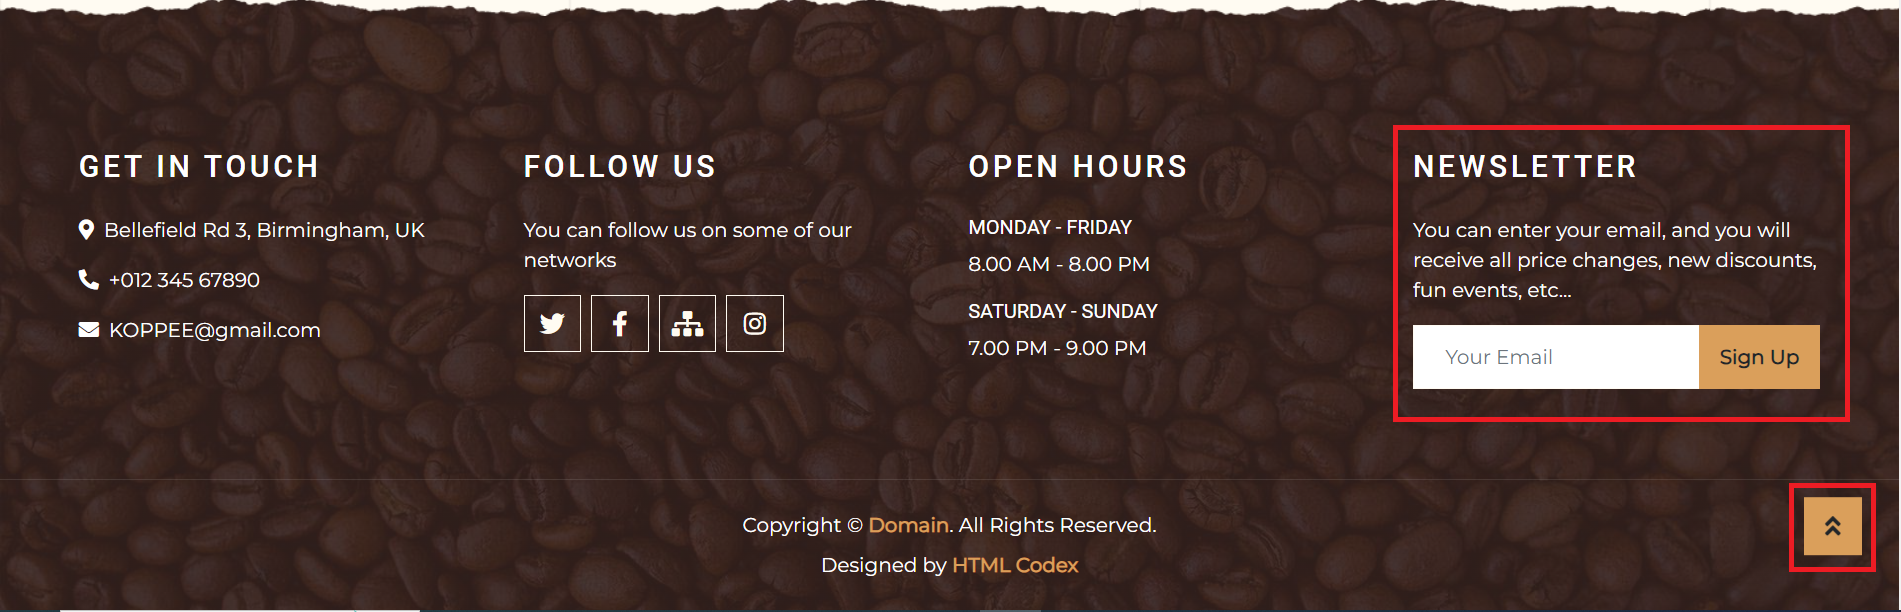 GET IN TOUCH
Bellefield Rd 3, Birmingham, UK
+012 345 67890
KOPPEE@gmail.com
FOLLOW US
You can follow us on some of our
networks
OPEN HOURS
MONDAY - FRIDAY
8.00 AM - 8.00 PM
SATURDAY - SUNDAY
7.00 PM - 9.00 PM
NEWSLETTER
You can enter your email, and you will
receive all price changes, new discounts,
fun events, etc...
Your Email
Sign Up
Copyright © Domain. All Rights Reserved.
Designed by HTML Codex